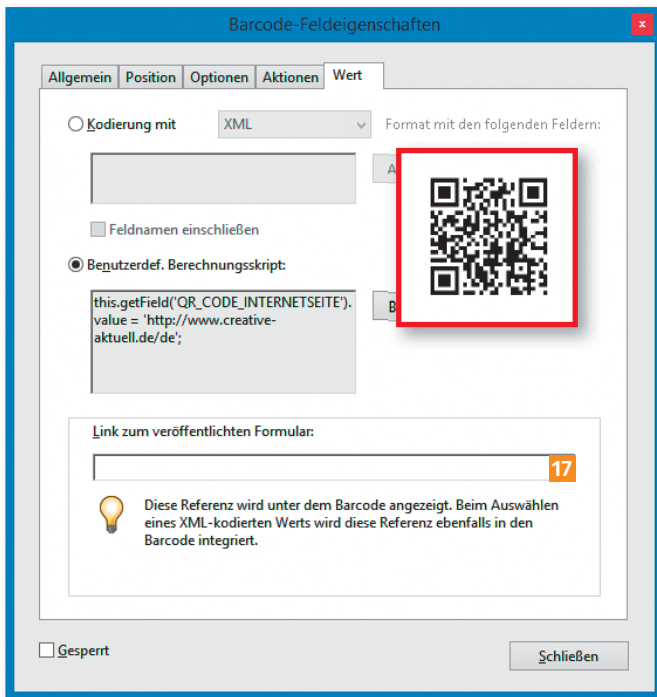 Barcode-Feldeigenschaften
x
Allgemein Position Optionen Aktionen Wert
Kodierung mit XML Format mit den folgenden Feldern:
A
Feldnamen einschließen
Benutzerdef. Berechnungsskript:
this.getField('QR_CODE_INTERNETSEITE').
value = 'http://www.creative-
aktuell.de/de';
B
Link zum veröffentlichten Formular:
17
Diese Referenz wird unter dem Barcode angezeigt. Beim Auswählen
eines XML-kodierten Werts wird diese Referenz ebenfalls in den
Barcode integriert.
Gesperrt
Schließen